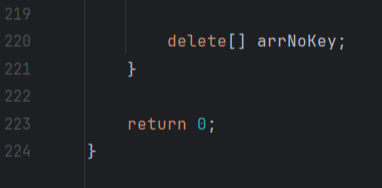 219
220 delete[] arrNoKey;
221 }
222
223 return 0;
224 }